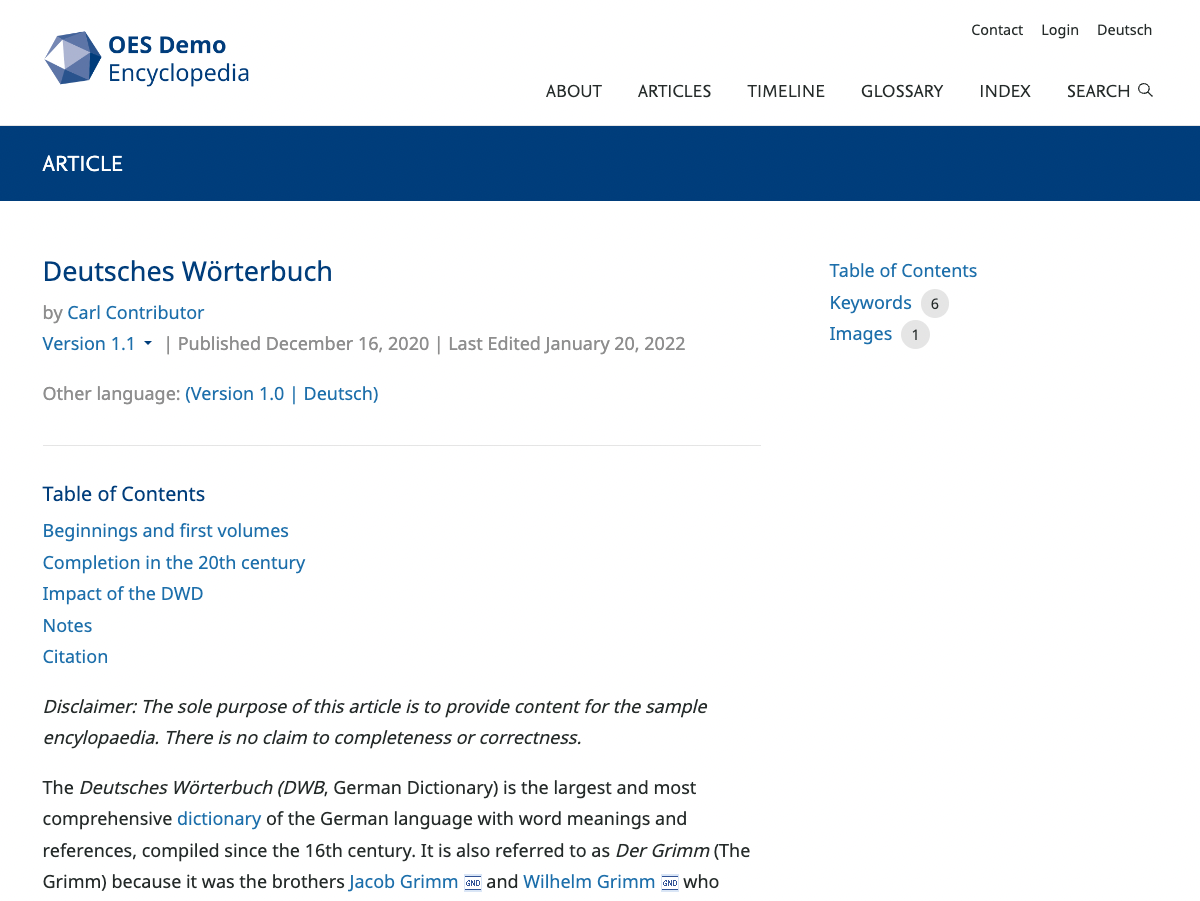 OES Demo
Encyclopedia
Contact Login Deutsch
ABOUT ARTICLES TIMELINE GLOSSARY INDEX SEARCH
ARTICLE
Deutsches Wörterbuch
by Carl Contributor
Version 1.1 | Published December 16, 2020 | Last Edited January 20, 2022
Other language: (Version 1.0 | Deutsch)
Table of Contents
Keywords 6
Images 1
Table of Contents
Beginnings and first volumes
Completion in the 20th century
Impact of the DWD
Notes
Citation
Disclaimer: The sole purpose of this article is to provide content for the sample
encylopaedia. There is no claim to completeness or correctness.
The Deutsches Wörterbuch (DWB, German Dictionary) is the largest and most
comprehensive dictionary of the German language with word meanings and
references, compiled since the 16th century. It is also referred to as Der Grimm (The
Grimm) because it was the brothers Jacob Grimm GND and Wilhelm Grimm GND who